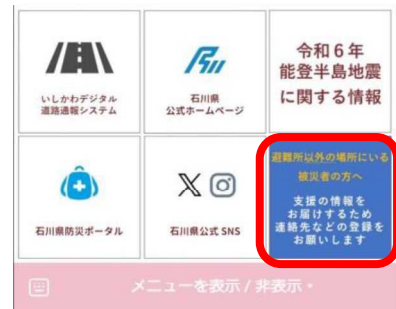 いしかわデジタル
道路通報システム
石川県
公式ホームページ
令和６年
能登半島地震
に関する情報
石川県防災ポータル
石川県公式 SNS
避難所以外の場所にいる
被災者の方へ
支援の情報を
お届けするため
連絡先などの登録を
お願いします
メニューを表示 / 非表示